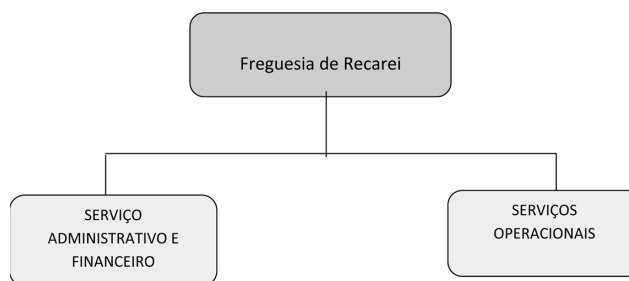 Freguesia de Recarei
SERVIÇO
ADMINISTRATIVO E
FINANCEIRO
SERVIÇOS
OPERACIONAIS